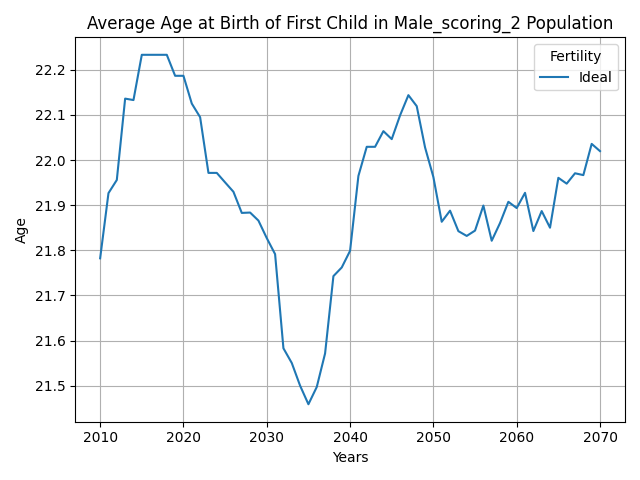 Average Age at Birth of First Child in Male_scoring_2 Population
Fertility
Ideal
Age
22.2
22.1
22.0
21.9
21.8
21.7
21.6
21.5
2010 2020 2030 2040 2050 2060 2070
Years